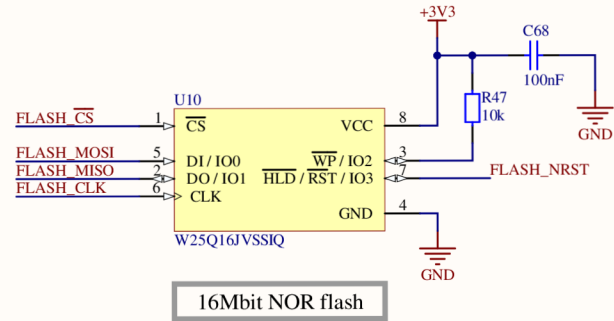 +3V3
C68
100nF
R47
10k
GND
U10
FLASH_CS
1
CS
VCC
8
FLASH_MOSI
5
DI / IO0
WP / IO2
3
FLASH_MISO
2
DO / IO1
HLD / RST / IO3
7
FLASH_NRST
FLASH_CLK
6
CLK
GND
4
W25Q16JVSSIQ
GND
16Mbit NOR flash